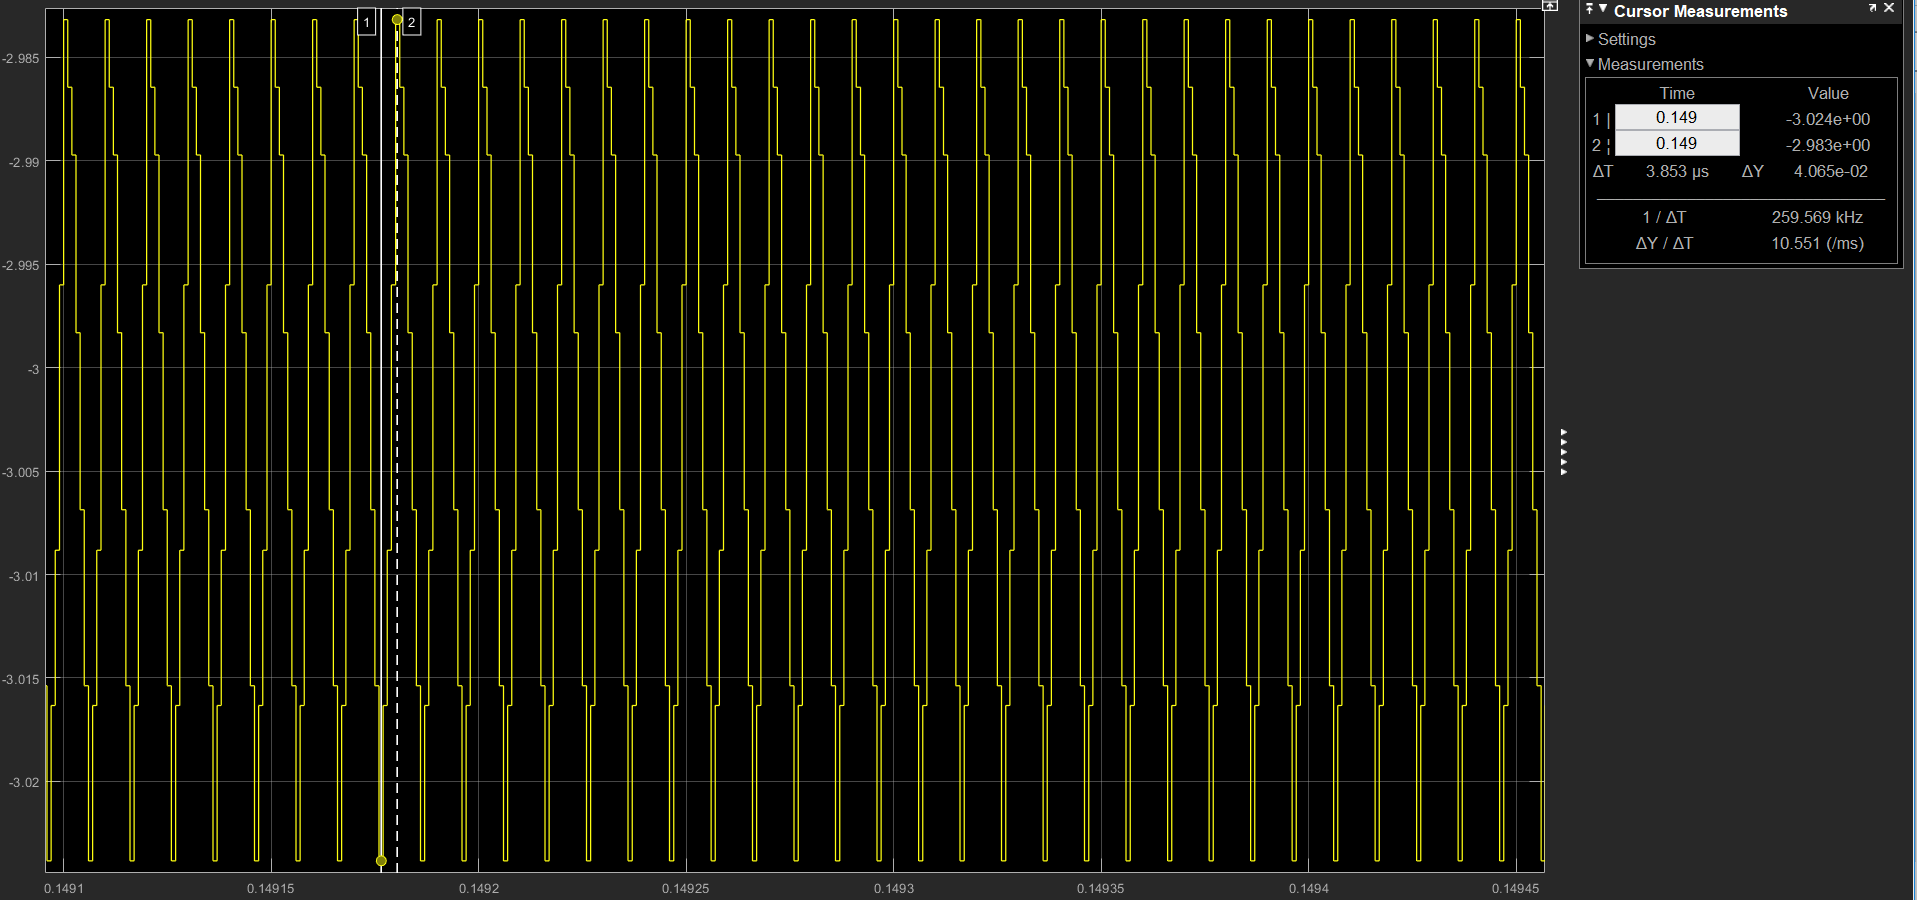 1
2
-2.985
-2.99
-2.995
-3
-3.005
-3.01
-3.015
-3.02
0.1491
0.14915
0.1492
0.14925
0.1493
0.14935
0.1494
0.14945
Cursor Measurements
Settings
Measurements
Time Value
1 | 0.149 -3.024e+00
2 ¦ 0.149 -2.983e+00
ΔT 3.853 µs ΔY 4.065e-02
1 / ΔT 259.569 kHz
ΔY / ΔT 10.551 (/ms)